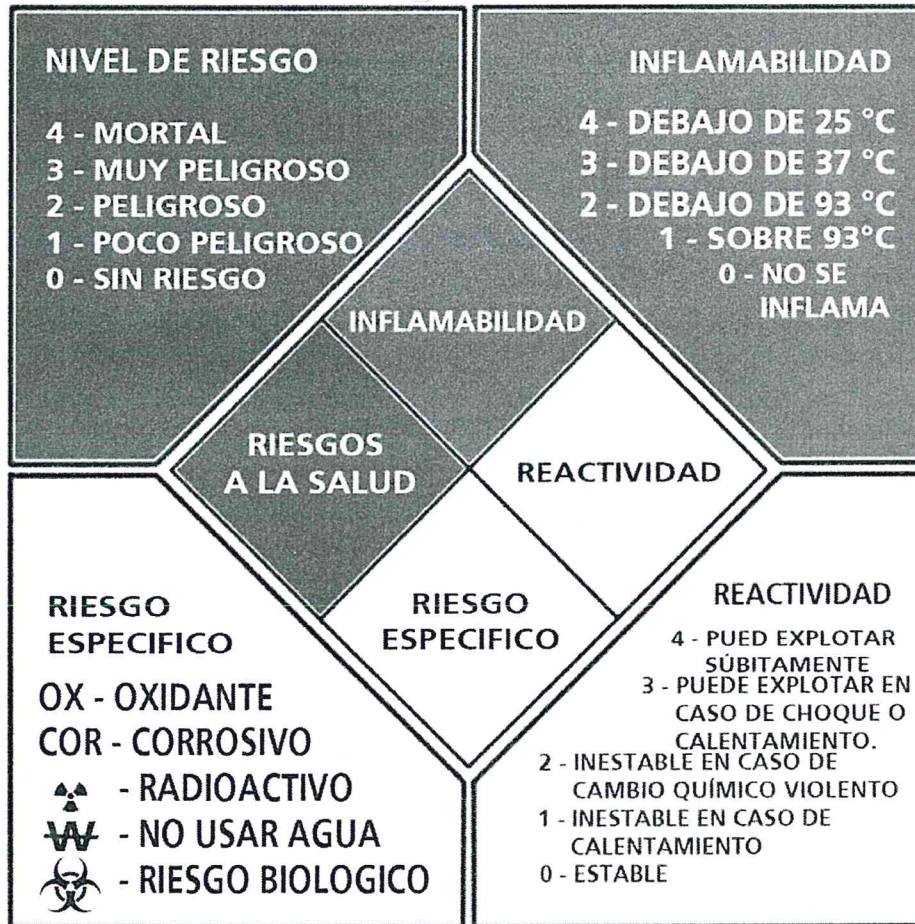 NIVEL DE RIESGO
4 - MORTAL
3 - MUY PELIGROSO
2 - PELIGROSO
1 - POCO PELIGROSO
0 - SIN RIESGO
INFLAMABILIDAD
4 - DEBAJO DE 25 °C
3 - DEBAJO DE 37 °C
2 - DEBAJO DE 93 °C
1 - SOBRE 93°C
0 - NO SE
INFLAMA
INFLAMABILIDAD
RIESGOS
A LA SALUD
REACTIVIDAD
RIESGO
ESPECIFICO
RIESGO
ESPECIFICO
OX - OXIDANTE
COR - CORROSIVO
- RADIOACTIVO
W - NO USAR AGUA
- RIESGO BIOLOGICO
REACTIVIDAD
4 - PUED EXPLOTAR
SÚBITAMENTE
3 - PUEDE EXPLOTAR EN
CASO DE CHOQUE O
CALENTAMIENTO.
2 - INESTABLE EN CASO DE
CAMBIO QUÍMICO VIOLENTO
1 - INESTABLE EN CASO DE
CALENTAMIENTO
0 - ESTABLE